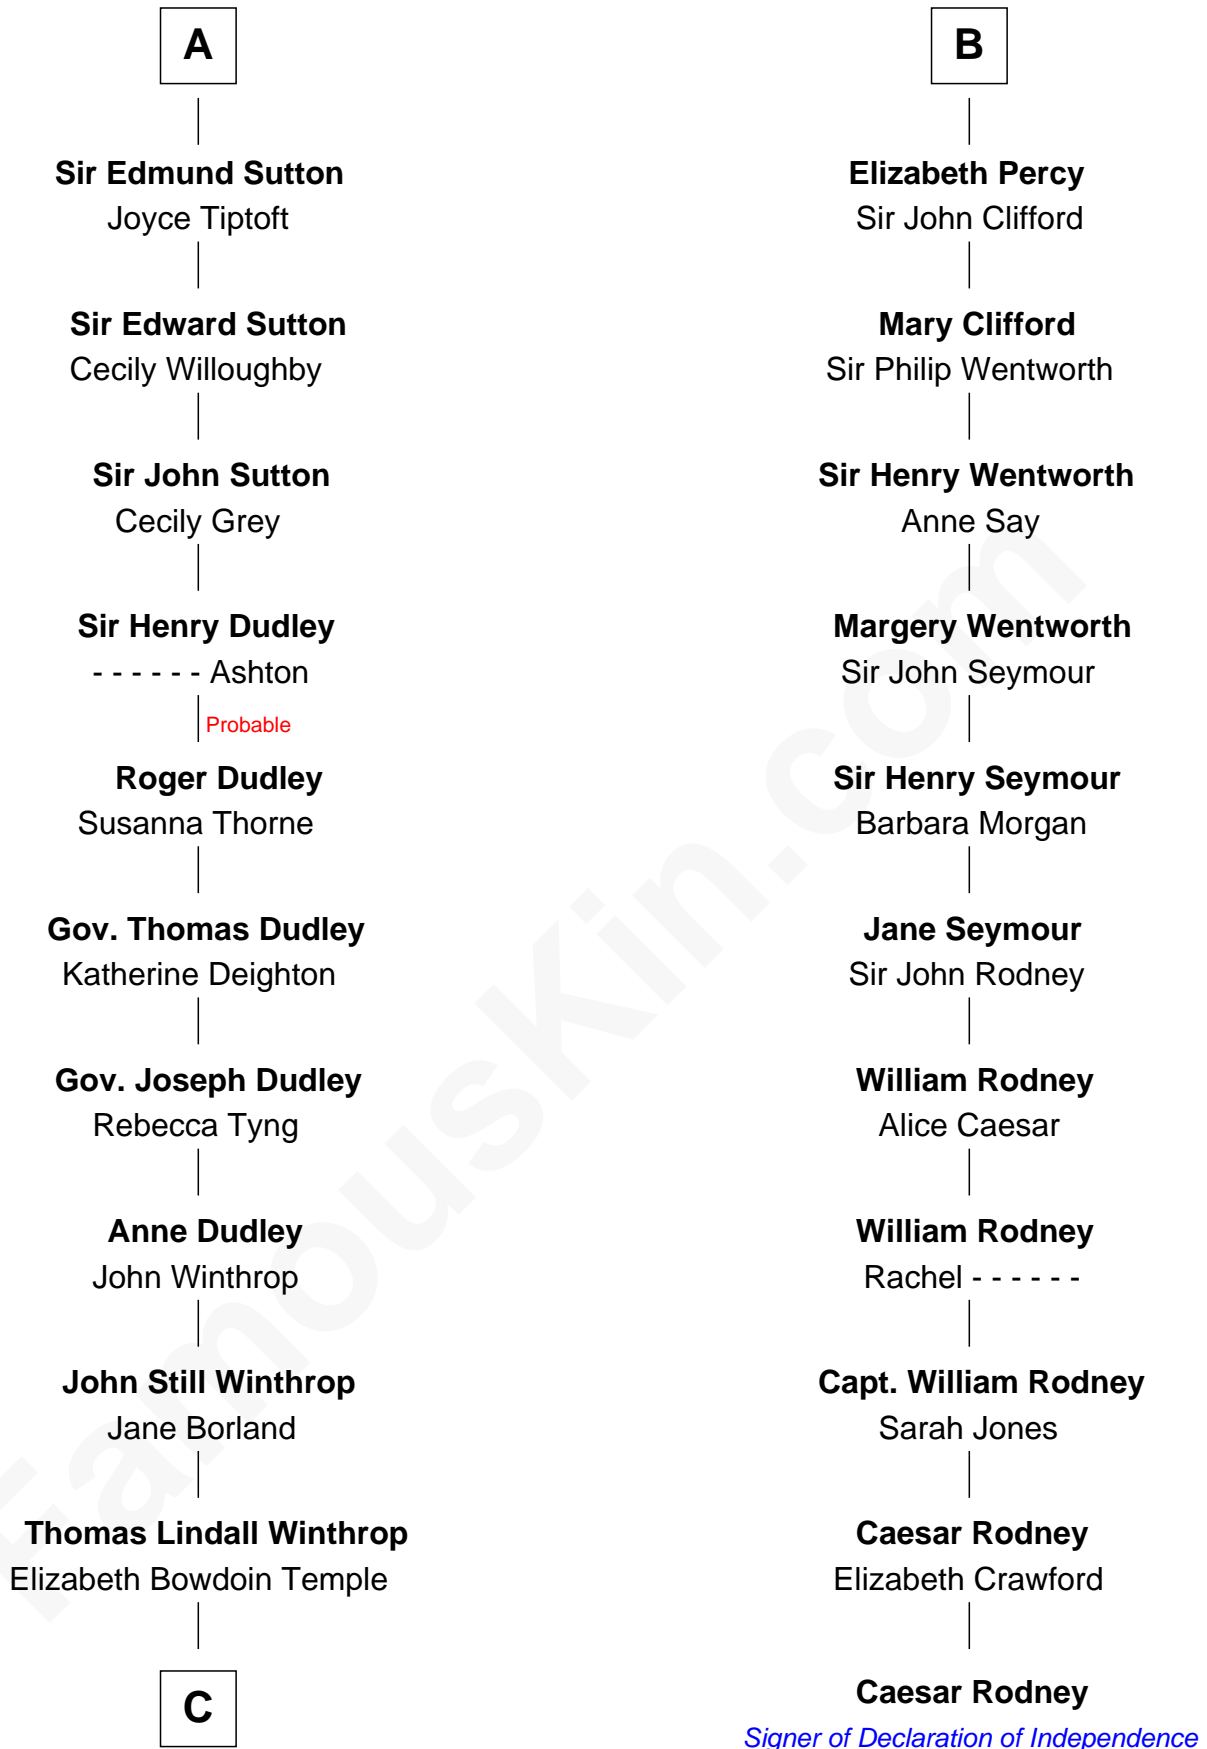 A
Sir Edmund Sutton
Joyce Tiptoft
Sir Edward Sutton
Cecily Willoughby
Sir John Sutton
Cecily Grey
Sir Henry Dudley
- - - - - - Ashton
Probable
Roger Dudley
Susanna Thorne
Gov. Thomas Dudley
Katherine Deighton
Gov. Joseph Dudley
Rebecca Tyng
Anne Dudley
John Winthrop
John Still Winthrop
Jane Borland
Thomas Lindall Winthrop
Elizabeth Bowdoin Temple
C
B
Elizabeth Percy
Sir John Clifford
Mary Clifford
Sir Philip Wentworth
Sir Henry Wentworth
Anne Say
Margery Wentworth
Sir John Seymour
Sir Henry Seymour
Barbara Morgan
Jane Seymour
Sir John Rodney
William Rodney
Alice Caesar
William Rodney
Rachel - - - - - -
Capt. William Rodney
Sarah Jones
Caesar Rodney
Elizabeth Crawford
Caesar Rodney
Signer of Declaration of Independence
FamousKin.com